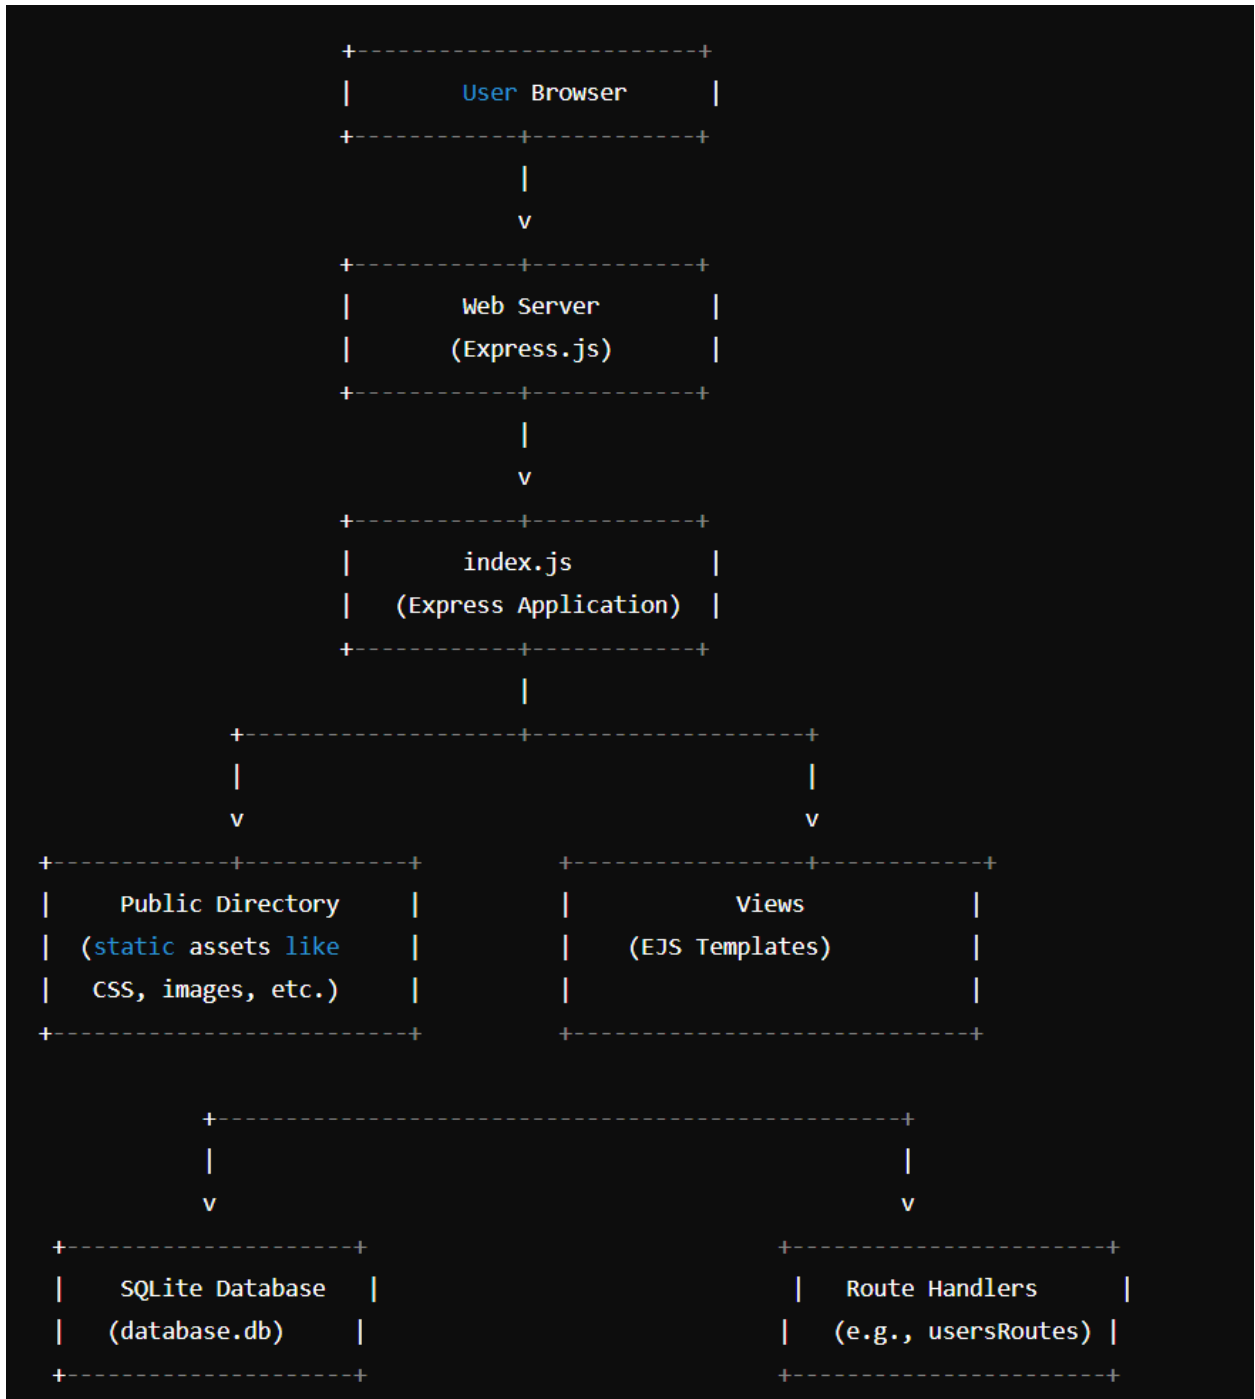 +-------------------------+
|        User Browser      |
+------------+------------+
|
v
+------------+------------+
|        Web Server        |
|       (Express.js)       |
+------------+------------+
|
v
+------------+------------+
|        index.js          |
|   (Express Application)  |
+------------+------------+
|
+--------------------+--------------------+
|                                         |
v                                         v
+-------------+------------+          +-----------------+------------+
|     Public Directory     |          |            Views            |
|  (static assets like     |          |    (EJS Templates)          |
|   CSS, images, etc.)     |          |                             |
+--------------------------+          +-----------------------------+
+--------------------------------------------------+
|                                                  |
v                                                  v
+---------------------+                              +-----------------------+
|    SQLite Database   |                              |   Route Handlers      |
|   (database.db)     |                              |   (e.g., usersRoutes) |
+---------------------+                              +-----------------------+